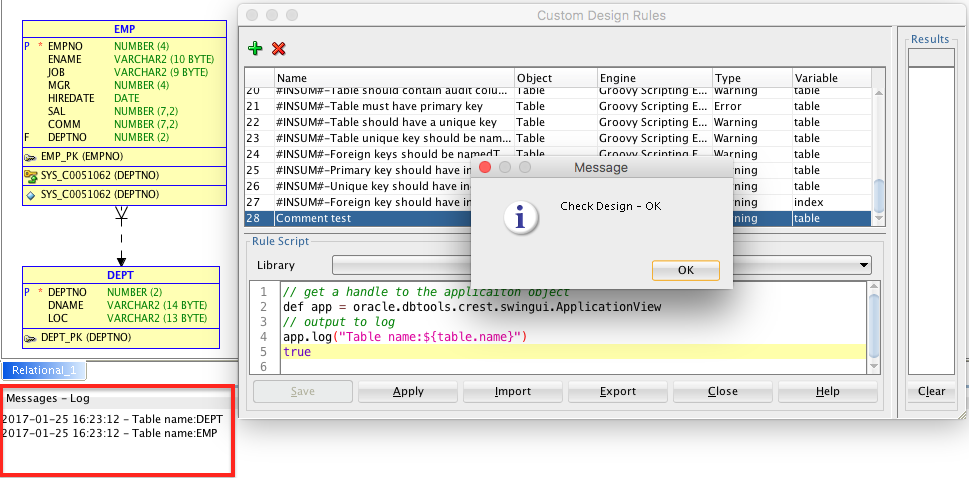 EMP
P * EMPNO NUMBER (4)
ENAME VARCHAR2 (10 BYTE)
JOB VARCHAR2 (9 BYTE)
MGR NUMBER (4)
HIREDATE DATE
SAL NUMBER (7,2)
COMM NUMBER (7,2)
F DEPTNO NUMBER (2)
EMP_PK (EMPNO)
SYS_C0051062 (DEPTNO)
SYS_C0051062 (DEPTNO)
DEPT
P * DEPTNO NUMBER (2)
DNAME VARCHAR2 (14 BYTE)
LOC VARCHAR2 (13 BYTE)
DEPT_PK (DEPTNO)
Relational_1
Messages - Log
2017-01-25 16:23:12 - Table name:DEPT
2017-01-25 16:23:12 - Table name:EMP
Custom Design Rules
Name Object Engine Type Variable
20 #INSUM#-Table should contain audit colu... Table Groovy Scripting E... Warning table
21 #INSUM#-Table must have primary key Table Groovy Scripting E... Error table
22 #INSUM#-Table should have a unique key Table Groovy Scripting E... Warning table
23 #INSUM#-Table unique key should be nam... Table Groovy Scripting E... Warning table
24 #INSUM#-Foreign keys should be namedT... Table Groovy Scripting E... Warning table
25 #INSUM#-Primary key should have in ning table
26 #INSUM#-Unique key should have in ning table
27 #INSUM#-Foreign key should have in ning index
28 Comment test ning table
Message
Check Design - OK
OK
Rule Script
Library
1 // get a handle to the applicaiton object
2 def app = oracle.dbtools.crest.swingui.ApplicationView
3 // output to log
4 app.log("Table name:${table.name}")
5 true
6
Save Apply Import Export Close Help
Results
Clear